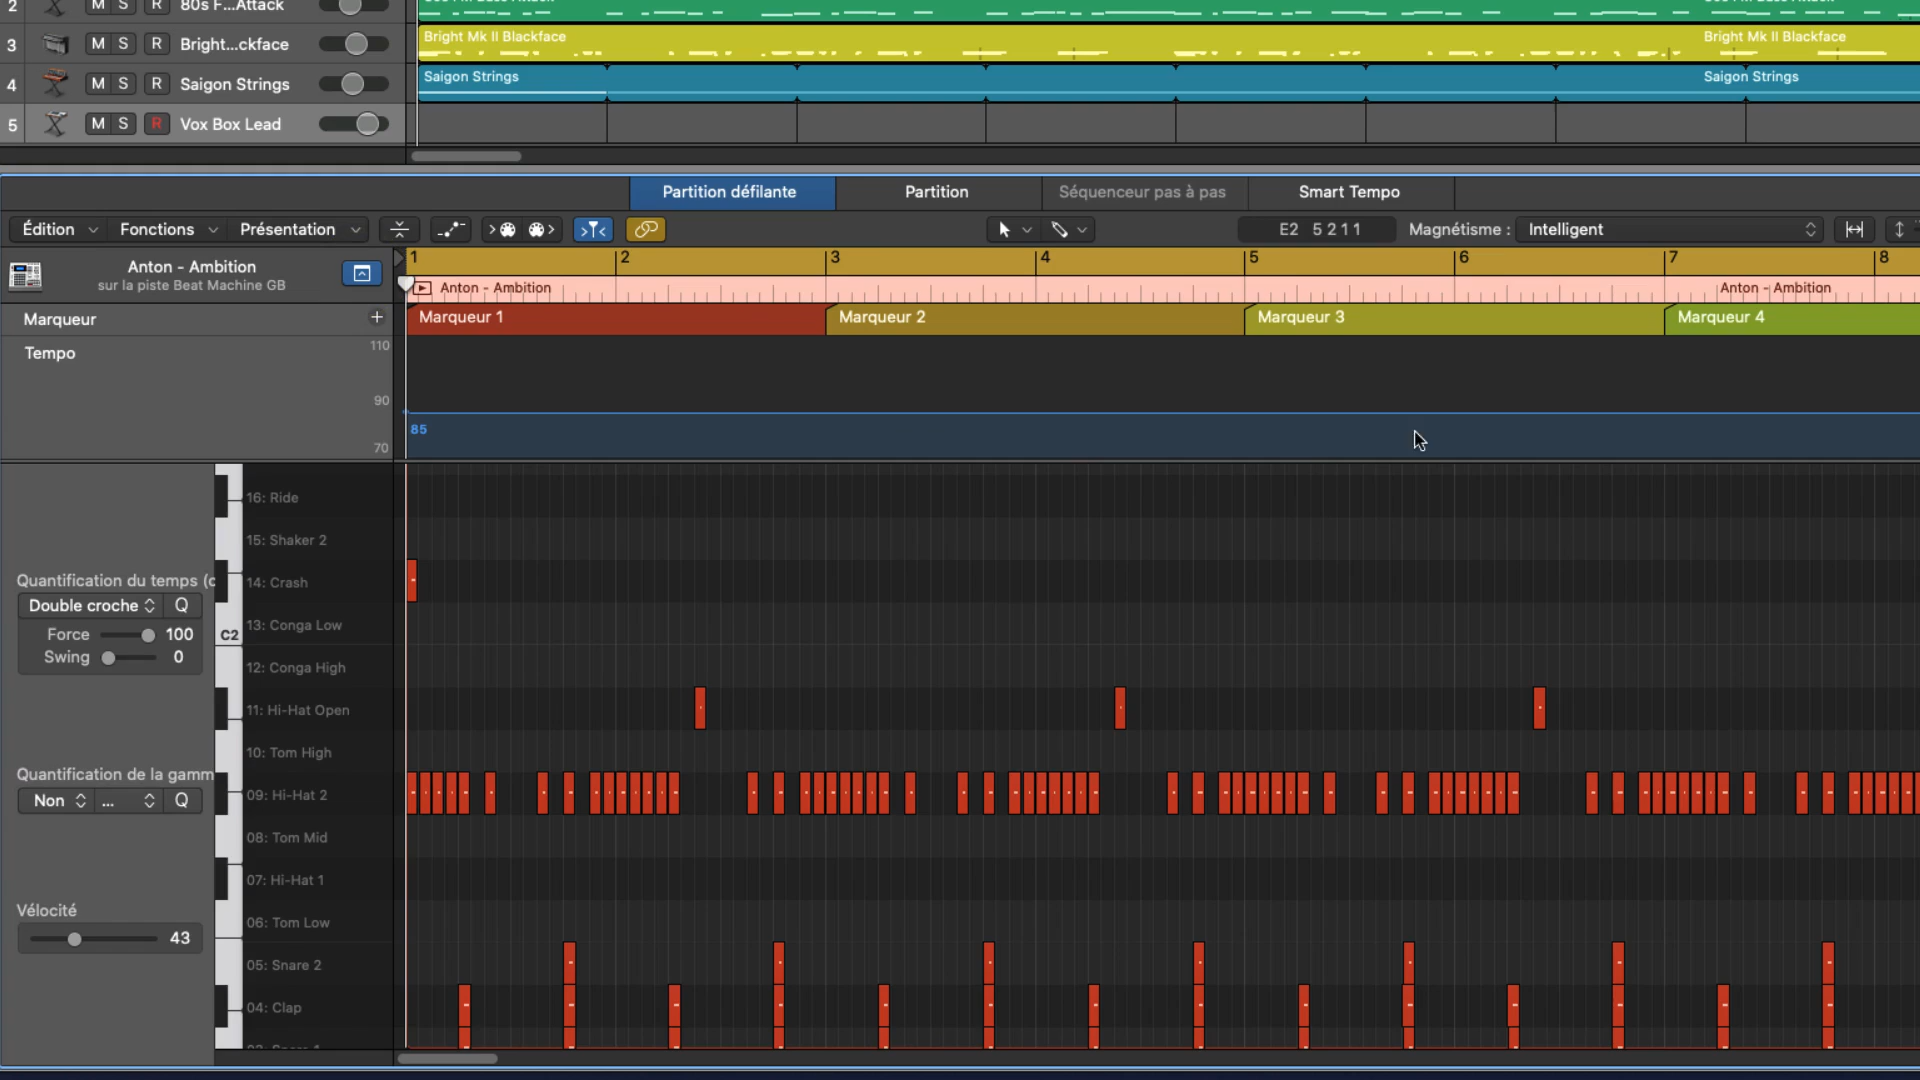 2 M S R 80s F...Attack
3 M S R Bright...ckface
Bright Mk II Blackface Bright Mk II Blackface
4 M S R Saigon Strings
Saigon Strings Saigon Strings
5 M S R Vox Box Lead
Partition défilante Partition Séquenceur pas à pas Smart Tempo
Édition Fonctions Présentation E2 5 2 1 1 Magnétisme : Intelligent
1 2 3 4 5 6 7 8
Anton - Ambition
sur la piste Beat Machine GB
Anton - Ambition Anton - Ambition
Marqueur + Marqueur 1 Marqueur 2 Marqueur 3 Marqueur 4
Tempo 110
90
85
70
16: Ride
15: Shaker 2
14: Crash
13: Conga Low
12: Conga High
11: Hi-Hat Open
10: Tom High
09: Hi-Hat 2
08: Tom Mid
07: Hi-Hat 1
06: Tom Low
05: Snare 2
04: Clap
C2
Quantification du temps (c
Double croche Q
Force 100
Swing 0
Quantification de la gamm
Non ... Q
Vélocité
43